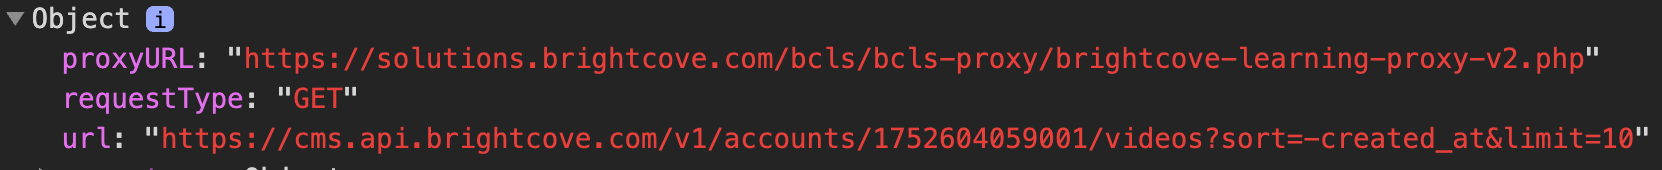 ▼Object i
proxyURL: "https://solutions.brightcove.com/bcls/bcls-proxy/brightcove-learning-proxy-v2.php"
requestType: "GET"
url: "https://cms.api.brightcove.com/v1/accounts/1752604059001/videos?sort=-created_at&limit=10"